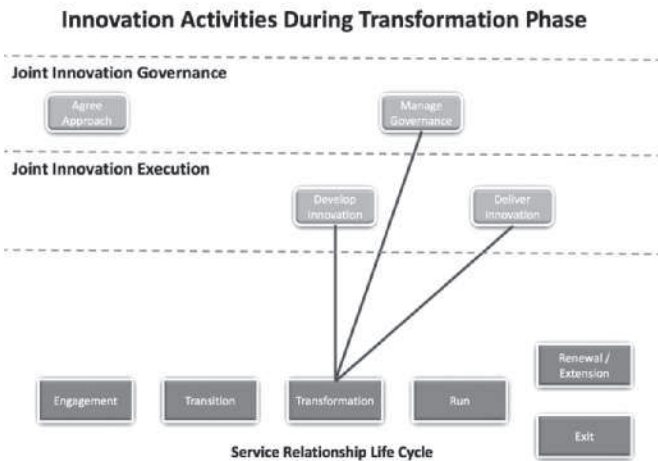 Innovation Activities During Transformation Phase
Joint Innovation Governance
Agree
Approach
Manage
Governance
Joint Innovation Execution
Develop
Innovation
Deliver
Innovation
Renewal /
Extension
Engagement
Transition
Transformation
Run
Exit
Service Relationship Life Cycle